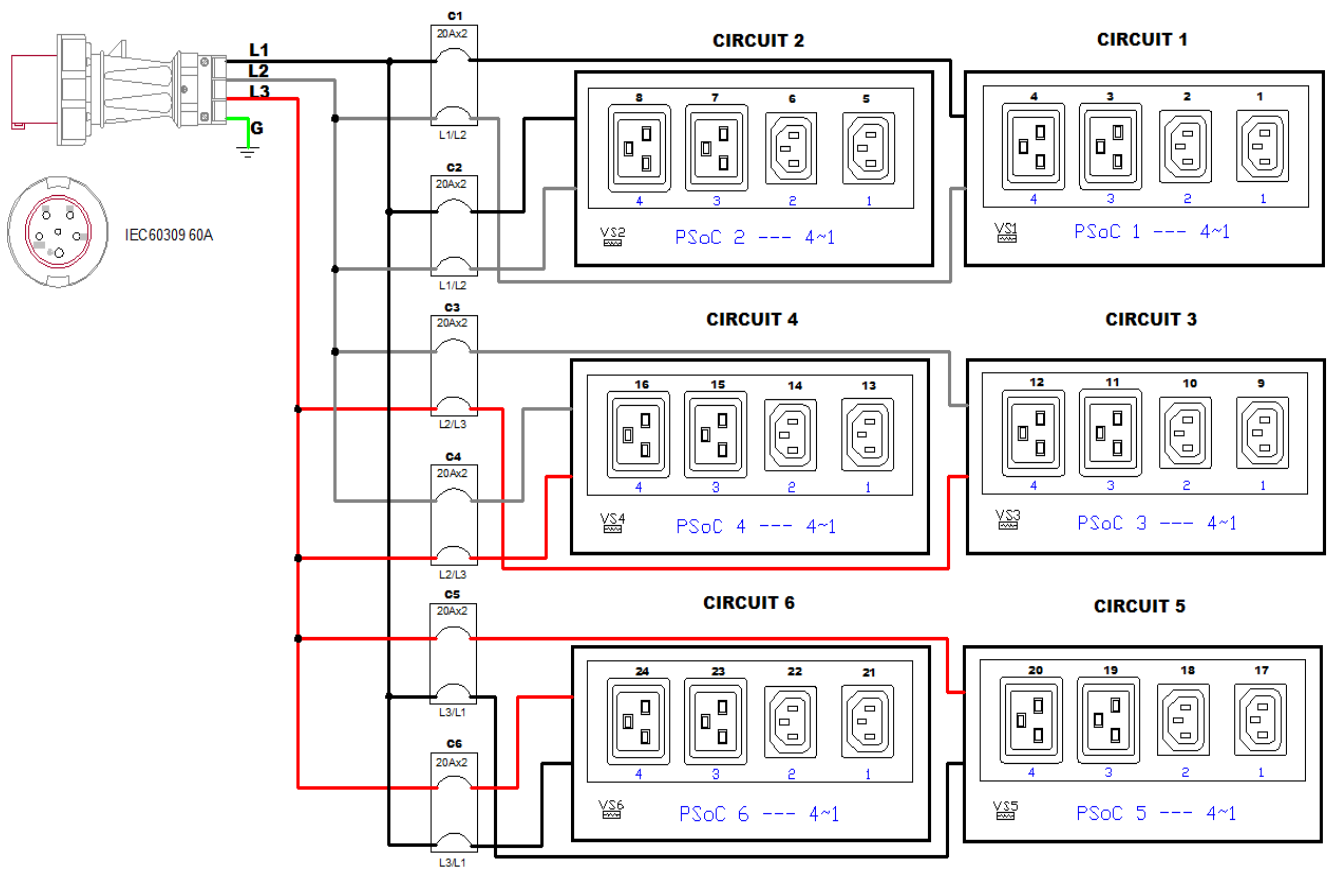 L1
L2
L3
G
IEC60309 60A
C1
20Ax2
L1/L2
C2
20Ax2
L1/L2
C3
20Ax2
L2/L3
C4
20Ax2
L2/L3
C5
20Ax2
L3/L1
C6
20Ax2
L3/L1
CIRCUIT 2
8 7 6 5
4 3 2 1
VS2
PSoC 2 --- 4~1
CIRCUIT 1
4 3 2 1
4 3 2 1
VS1
PSoC 1 --- 4~1
CIRCUIT 4
16 15 14 13
4 3 2 1
VS4
PSoC 4 --- 4~1
CIRCUIT 3
12 11 10 9
4 3 2 1
VS3
PSoC 3 --- 4~1
CIRCUIT 6
24 23 22 21
4 3 2 1
VS6
PSoC 6 --- 4~1
CIRCUIT 5
20 19 18 17
4 3 2 1
VS5
PSoC 5 --- 4~1